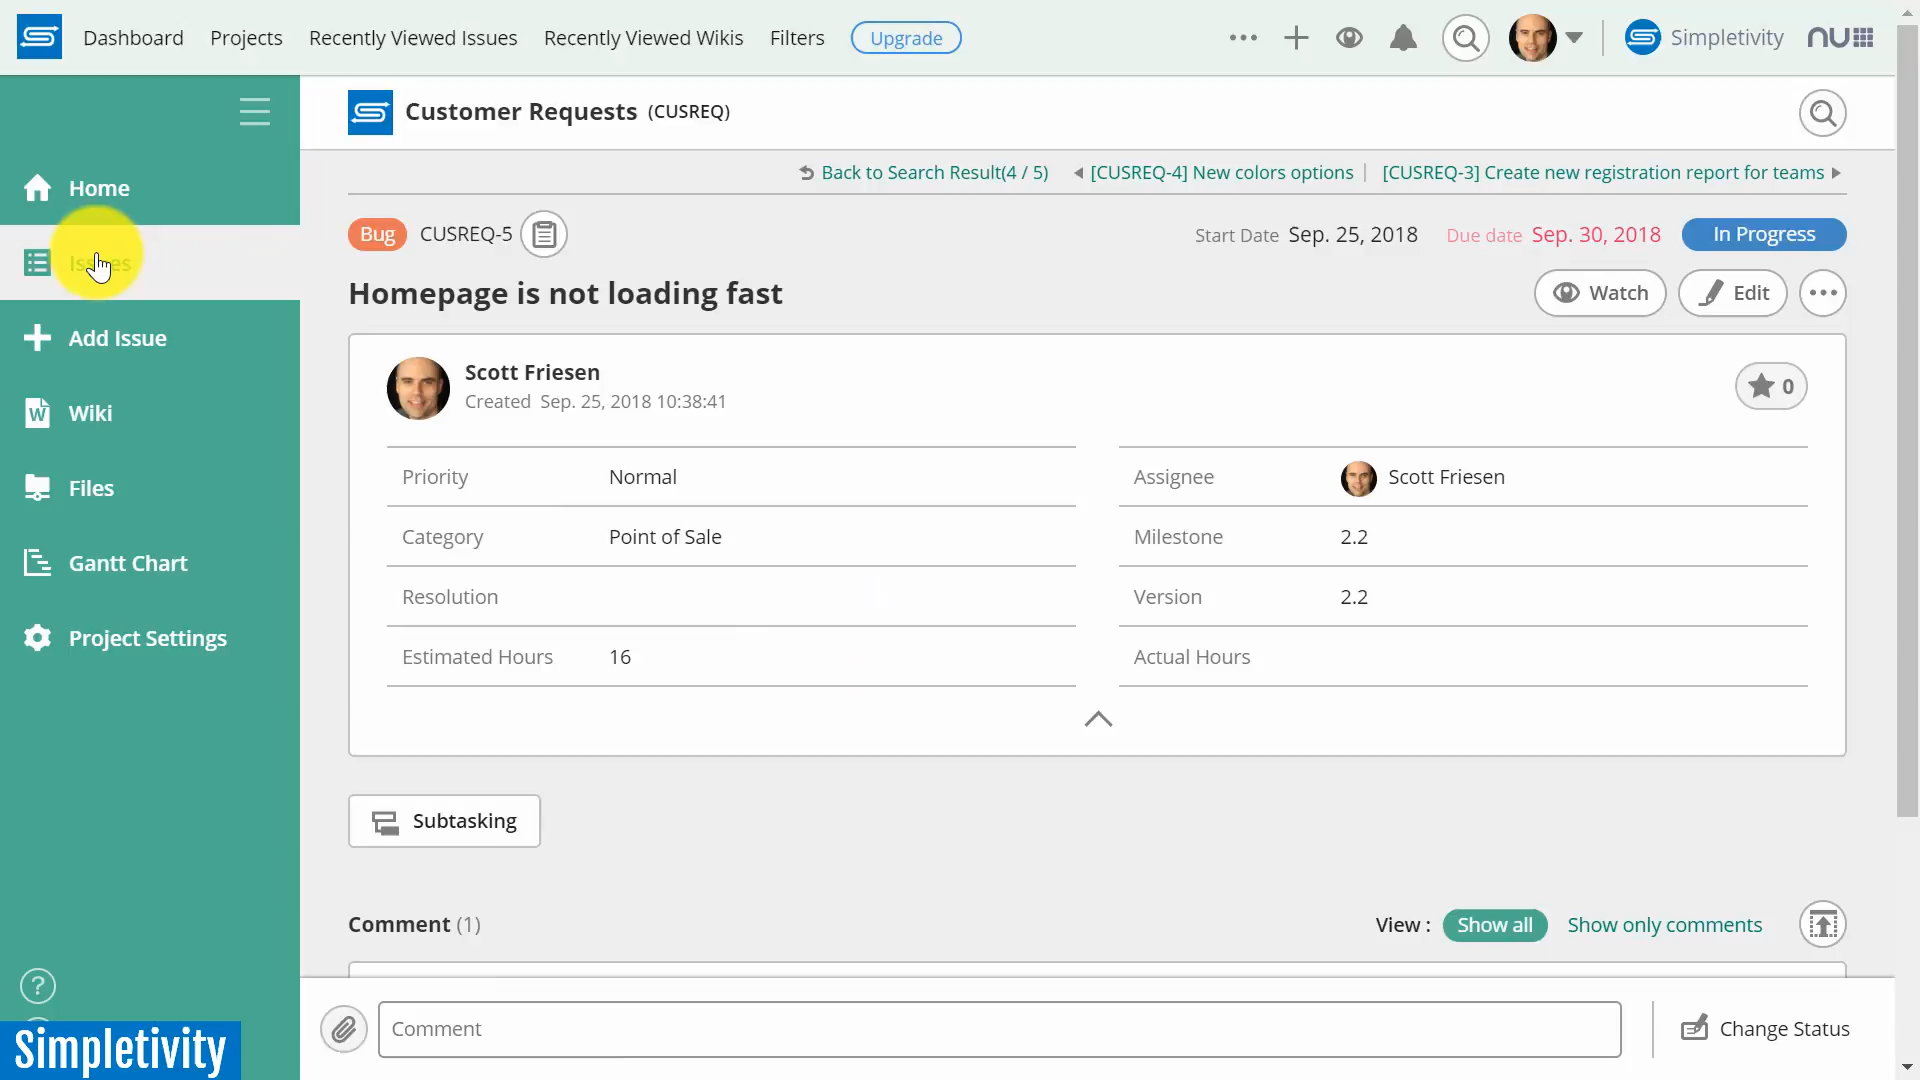 Dashboard Projects Recently Viewed Issues Recently Viewed Wikis Filters Upgrade Simpletivity nu
Customer Requests (CUSREQ)
Back to Search Result(4 / 5) [CUSREQ-4] New colors options [CUSREQ-3] Create new registration report for teams
Home
Issues
Add Issue
Wiki
Files
Gantt Chart
Project Settings
Bug CUSREQ-5 Start Date Sep. 25, 2018 Due date Sep. 30, 2018 In Progress
Homepage is not loading fast Watch Edit
Scott Friesen
Created Sep. 25, 2018 10:38:41
0
Priority Normal Assignee Scott Friesen
Category Point of Sale Milestone 2.2
Resolution Version 2.2
Estimated Hours 16 Actual Hours
Subtasking
Comment (1) View : Show all Show only comments
?
Comment Change Status
Simpletivity